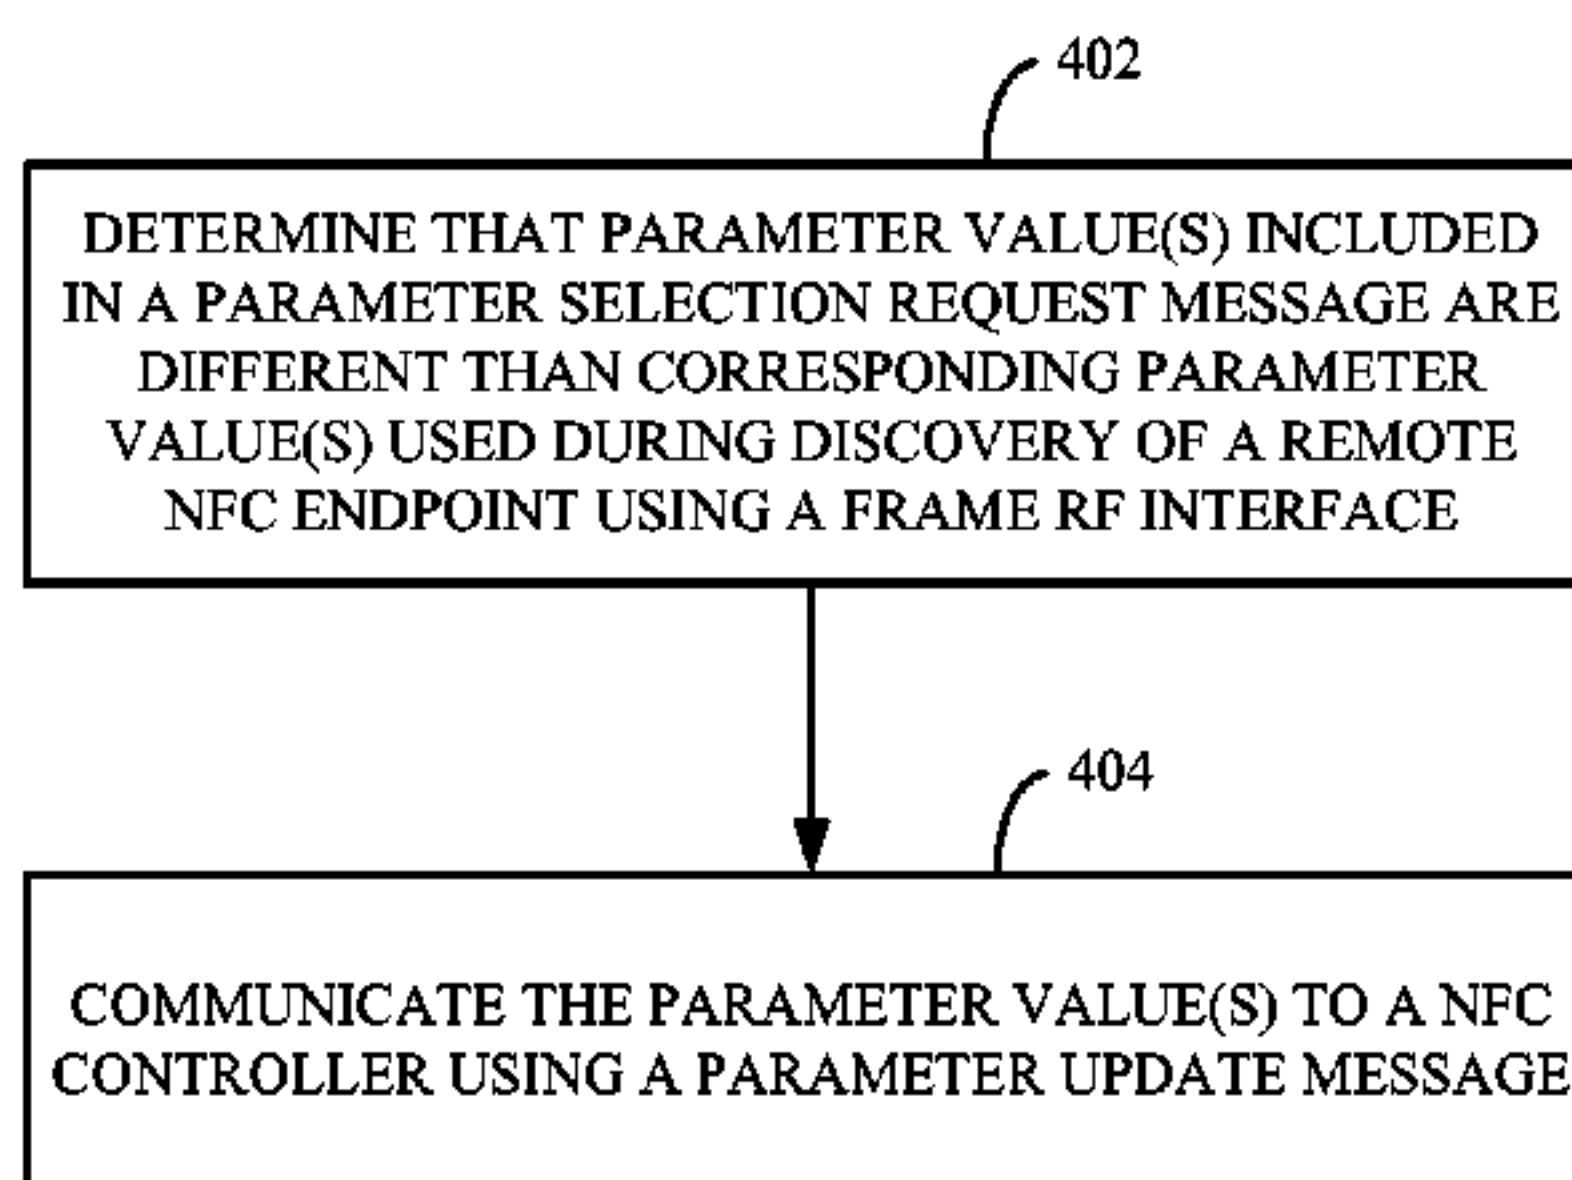 402
DETERMINE THAT PARAMETER VALUE(S) INCLUDED
IN A PARAMETER SELECTION REQUEST MESSAGE ARE
DIFFERENT THAN CORRESPONDING PARAMETER
VALUE(S) USED DURING DISCOVERY OF A REMOTE
NFC ENDPOINT USING A FRAME RF INTERFACE
404
COMMUNICATE THE PARAMETER VALUE(S) TO A NFC
CONTROLLER USING A PARAMETER UPDATE MESSAGE